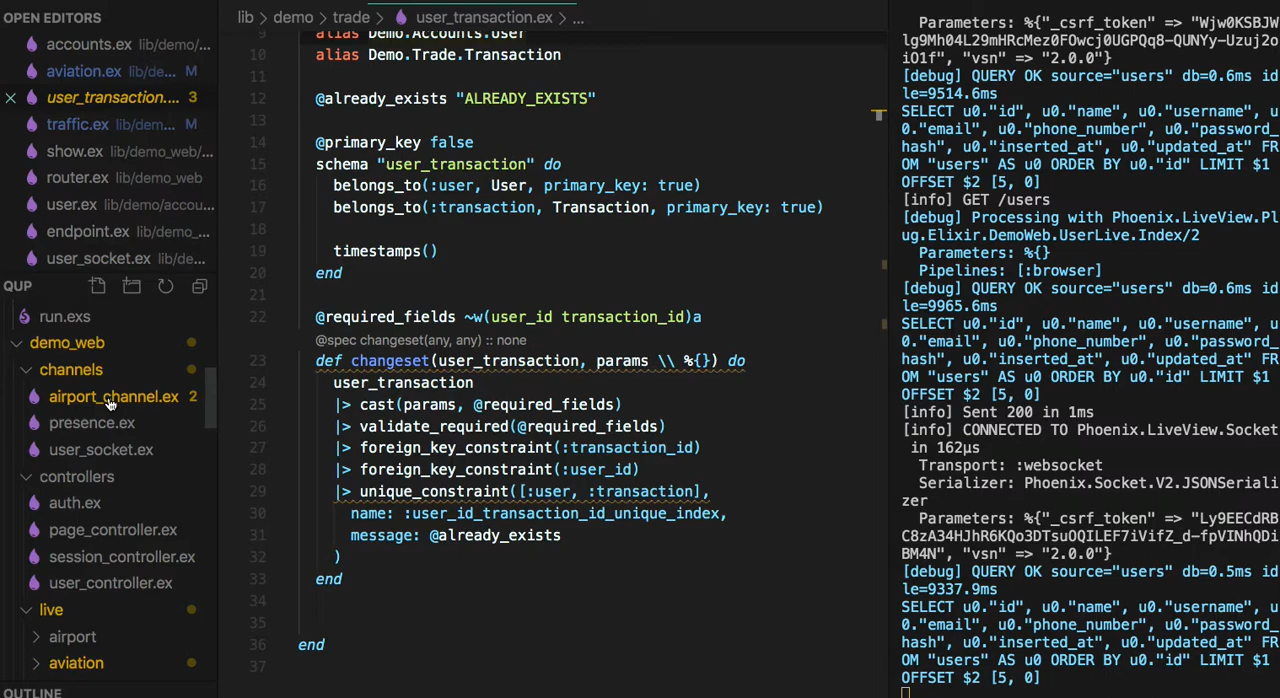 OPEN EDITORS
accounts.ex lib/demo/...
aviation.ex lib/de... M
user_transaction.... 3
traffic.ex lib/dem... M
show.ex lib/demo_web/...
router.ex lib/demo_web
user.ex lib/demo/accou...
endpoint.ex lib/demo_...
user_socket.ex lib/de...
QUP
run.exs
demo_web
channels
airport_channel.ex 2
presence.ex
user_socket.ex
controllers
auth.ex
page_controller.ex
session_controller.ex
user_controller.ex
live
airport
aviation
OUTLINE
lib > demo > trade > user_transaction.ex > ...
9 alias Demo.Accounts.User
10 alias Demo.Trade.Transaction
11
12 @already_exists "ALREADY_EXISTS"
13
14 @primary_key false
15 schema "user_transaction" do
16 belongs_to(:user, User, primary_key: true)
17 belongs_to(:transaction, Transaction, primary_key: true)
18
19 timestamps()
20 end
21
22 @required_fields ~w(user_id transaction_id)a
@spec changeset(any, any) :: none
23 def changeset(user_transaction, params \\ %{}) do
24 user_transaction
25 |> cast(params, @required_fields)
26 |> validate_required(@required_fields)
27 |> foreign_key_constraint(:transaction_id)
28 |> foreign_key_constraint(:user_id)
29 |> unique_constraint([:user, :transaction],
30 name: :user_id_transaction_id_unique_index,
31 message: @already_exists
32 )
33 end
34
35
36 end
37
Parameters: %{"_csrf_token" => "Wjw0KSBJW
lg9Mh04L29mHRcMez0FOwcj0UGPQq8-QUNYy-Uzuj2o
iO1f", "vsn" => "2.0.0"}
[debug] QUERY OK source="users" db=0.6ms id
le=9514.6ms
SELECT u0."id", u0."name", u0."username", u
0."email", u0."phone_number", u0."password_
hash", u0."inserted_at", u0."updated_at" FR
OM "users" AS u0 ORDER BY u0."id" LIMIT $1
OFFSET $2 [5, 0]
[info] GET /users
[debug] Processing with Phoenix.LiveView.Pl
ug.Elixir.DemoWeb.UserLive.Index/2
Parameters: %{}
Pipelines: [:browser]
[debug] QUERY OK source="users" db=0.6ms id
le=9965.6ms
SELECT u0."id", u0."name", u0."username", u
0."email", u0."phone_number", u0."password_
hash", u0."inserted_at", u0."updated_at" FR
OM "users" AS u0 ORDER BY u0."id" LIMIT $1
OFFSET $2 [5, 0]
[info] Sent 200 in 1ms
[info] CONNECTED TO Phoenix.LiveView.Socket
in 162µs
Transport: :websocket
Serializer: Phoenix.Socket.V2.JSONSeriali
zer
Parameters: %{"_csrf_token" => "Ly9EECdRB
C8zA34HJhR6KQo3DTsuOQILEF7iVifZ_d-fpVINhQDi
BM4N", "vsn" => "2.0.0"}
[debug] QUERY OK source="users" db=0.5ms id
le=9337.9ms
SELECT u0."id", u0."name", u0."username", u
0."email", u0."phone_number", u0."password_
hash", u0."inserted_at", u0."updated_at" FR
OM "users" AS u0 ORDER BY u0."id" LIMIT $1
OFFSET $2 [5, 0]